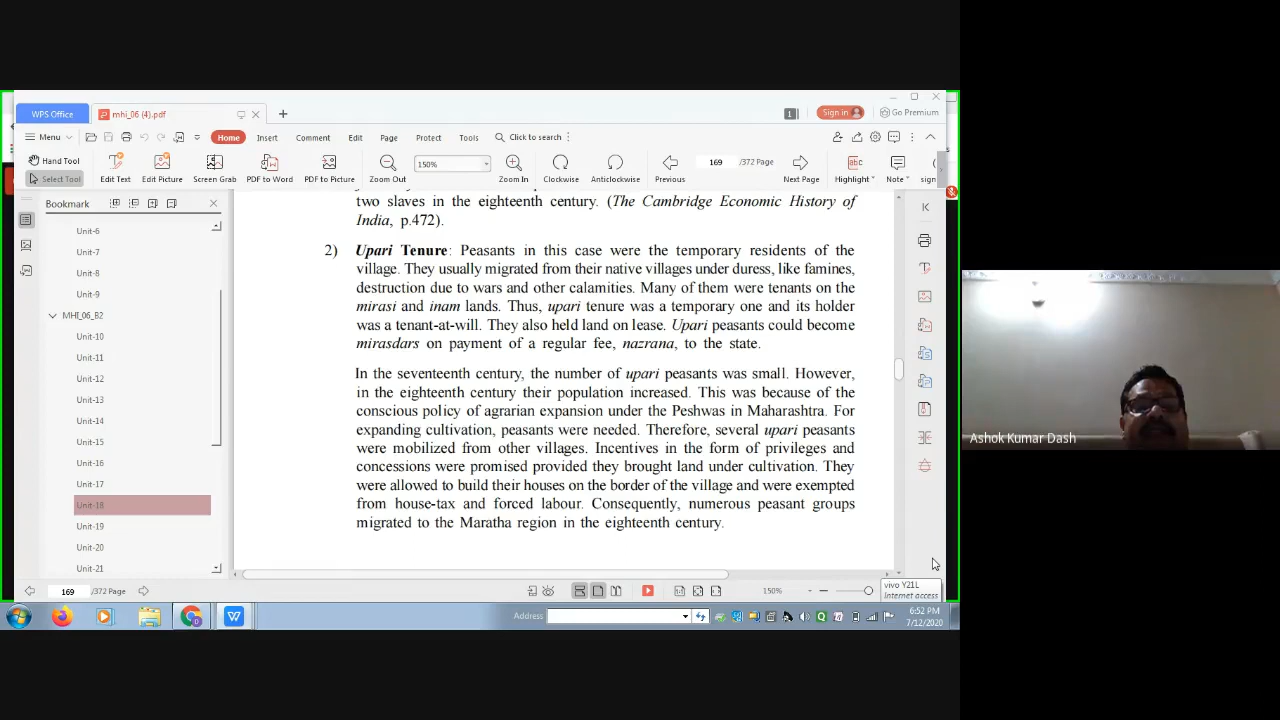 WPS Office
mhi_06 (4).pdf
1
Sign in
Go Premium
Menu
Home
Insert
Comment
Edit
Page
Protect
Tools
Click to search
Hand Tool
Select Tool
Edit Text
Edit Picture
Screen Grab
PDF to Word
PDF to Picture
Zoom Out
150%
Zoom In
Clockwise
Anticlockwise
Previous
169
/372 Page
Next Page
Highlight
Note
sign
Bookmark
Unit-6
Unit-7
Unit-8
Unit-9
MHI_06_B2
Unit-10
Unit-11
Unit-12
Unit-13
Unit-14
Unit-15
Unit-16
Unit-17
Unit-18
Unit-19
Unit-20
Unit-21
two slaves in the eighteenth century. (The Cambridge Economic History of
India, p.472).
2) Upari Tenure: Peasants in this case were the temporary residents of the
village. They usually migrated from their native villages under duress, like famines,
destruction due to wars and other calamities. Many of them were tenants on the
mirasi and inam lands. Thus, upari tenure was a temporary one and its holder
was a tenant-at-will. They also held land on lease. Upari peasants could become
mirasdars on payment of a regular fee, nazrana, to the state.
In the seventeenth century, the number of upari peasants was small. However,
in the eighteenth century their population increased. This was because of the
conscious policy of agrarian expansion under the Peshwas in Maharashtra. For
expanding cultivation, peasants were needed. Therefore, several upari peasants
were mobilized from other villages. Incentives in the form of privileges and
concessions were promised provided they brought land under cultivation. They
were allowed to build their houses on the border of the village and were exempted
from house-tax and forced labour. Consequently, numerous peasant groups
migrated to the Maratha region in the eighteenth century.
169
/372 Page
150%
vivo Y21L
Internet access
Address
6:52 PM
7/12/2020
Ashok Kumar Dash